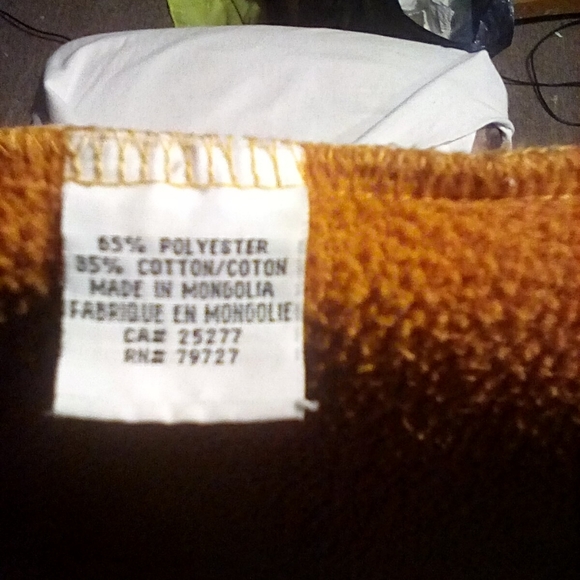 65% POLYESTER
35% COTTON/COTON
MADE IN MONGOLIA
FABRIQUE EN MONGOLIE
CA# 25277
RN# 79727